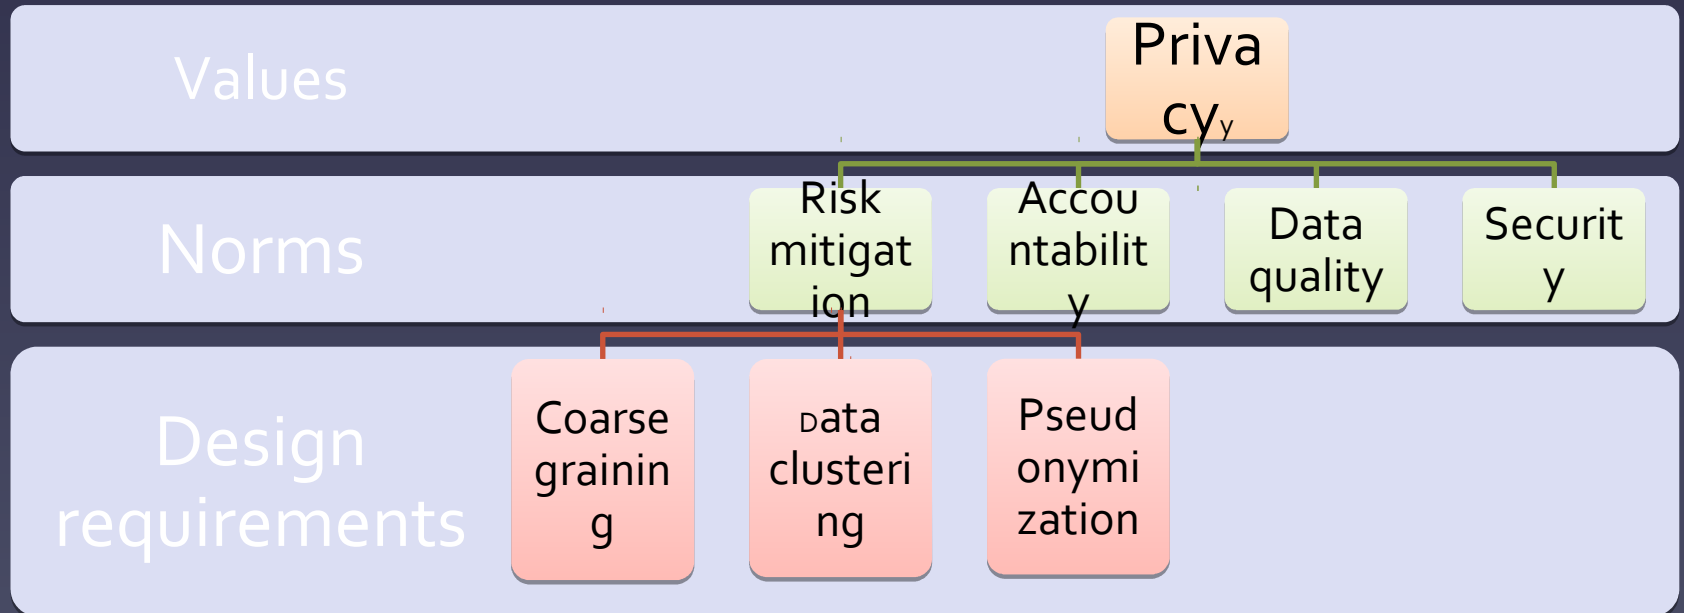 Values
Priva
cyy
Norms
Risk
mitigat
ion
Accou
ntabilit
y
Data
quality
Securit
y
Design
requirements
Coarse
grainin
g
Data
clusteri
ng
Pseud
onymi
zation